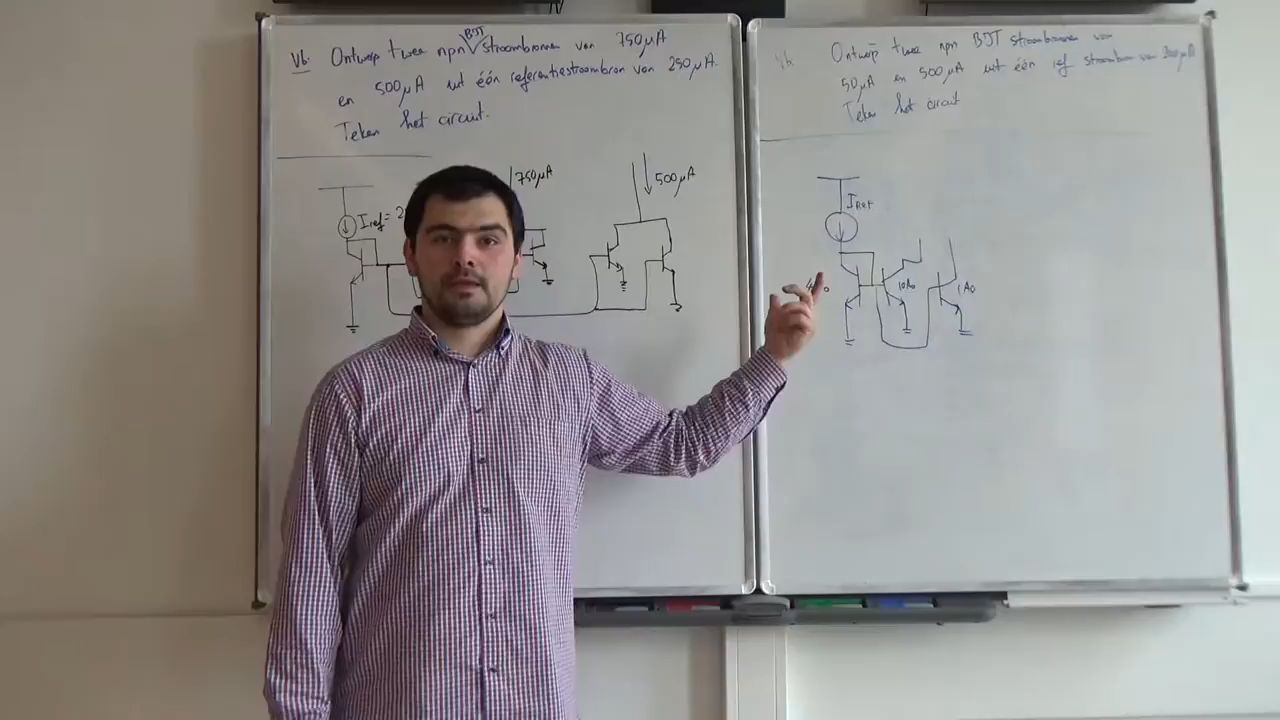 Vb. Ontwerp twee npn BJT stroombronnen van 750µA
en 500µA uit één referentiestroombron van 250µA.
Teken het circuit.
Iref = 2
750µA
500µA
Vb. Ontwerp twee npn BJT stroombronnen van
50µA en 500µA uit één ref stroombron van 200µA
Teken het circuit
IRef
10A₀
1A₀